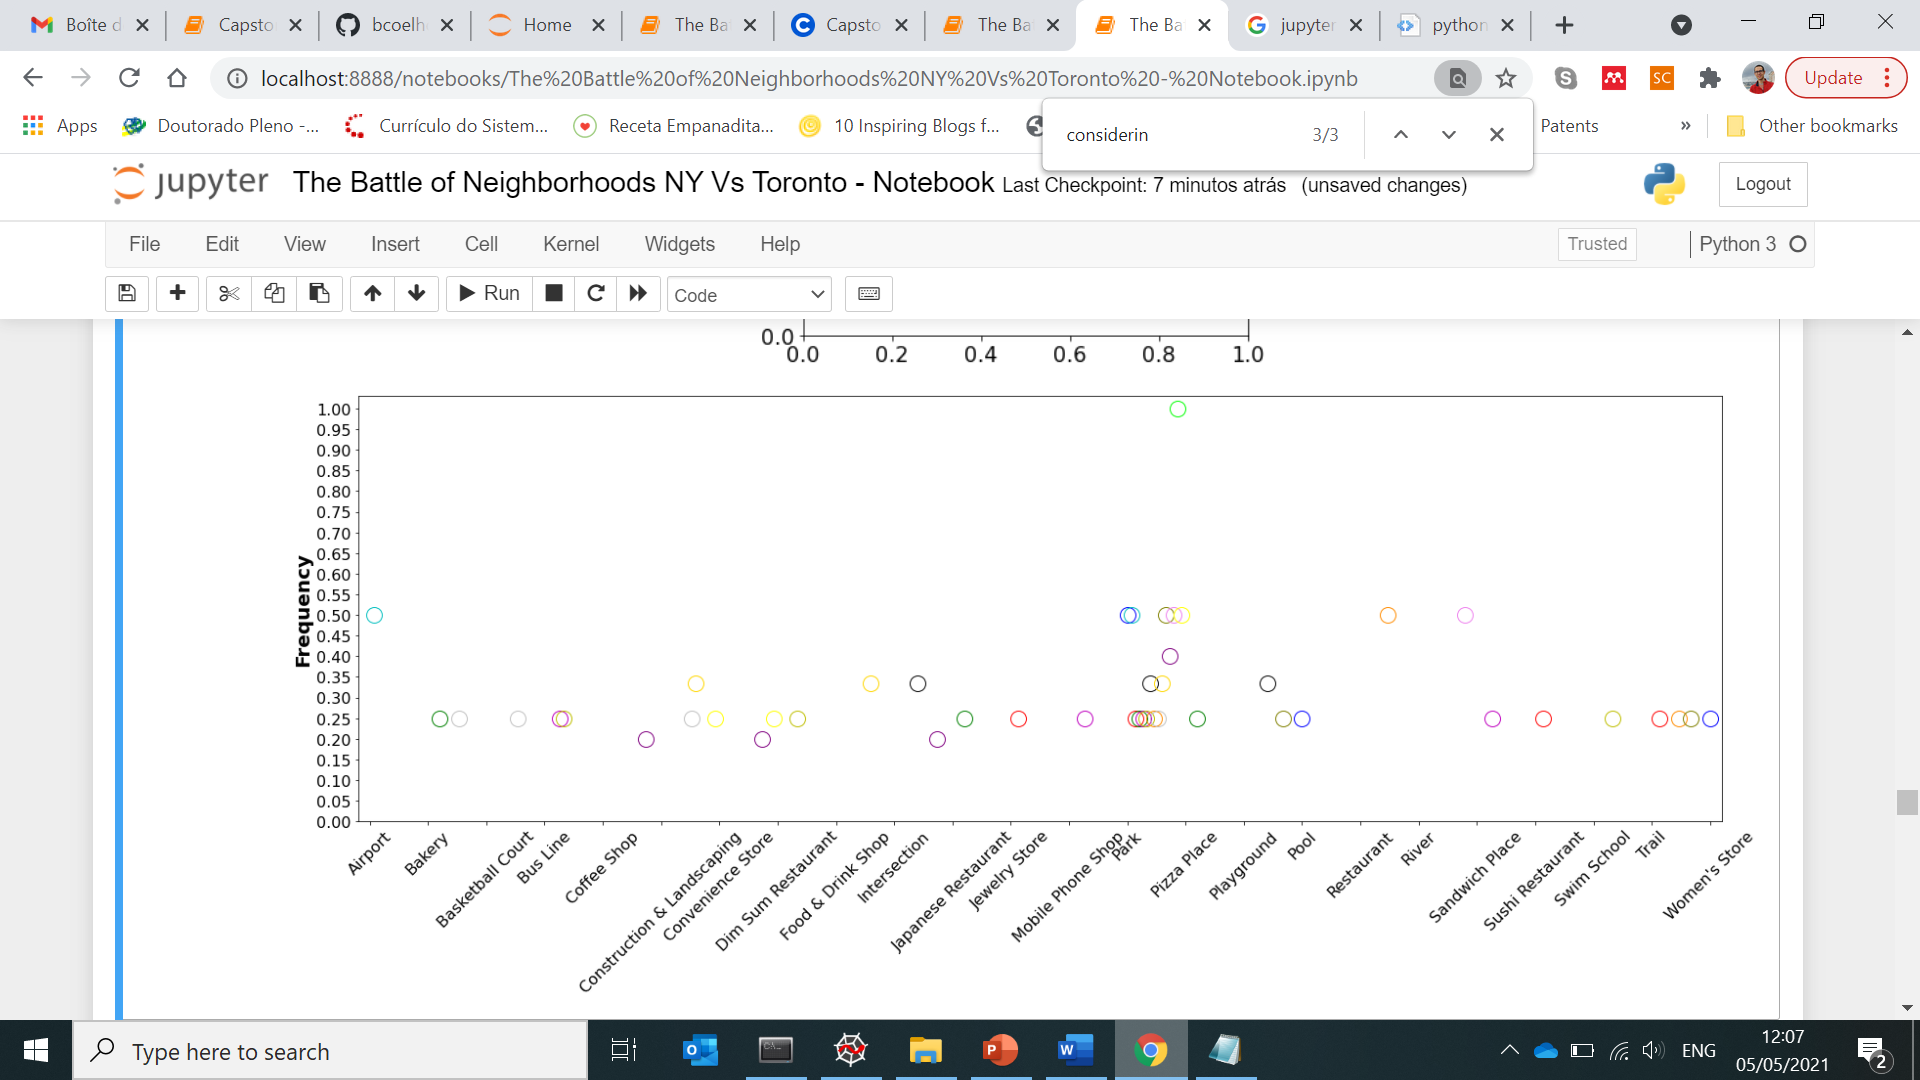 Boîte d
Capsto
bcoelh
Home
The Ba
Capsto
The Ba
The Ba
jupyter
python
localhost:8888/notebooks/The%20Battle%20of%20Neighborhoods%20NY%20Vs%20Toronto%20-%20Notebook.ipynb
SC
Update
Apps
Doutorado Pleno -...
Currículo do Sistem...
Receta Empanadita...
10 Inspiring Blogs f...
Patents
»
Other bookmarks
considerin
3/3
jupyter
The Battle of Neighborhoods NY Vs Toronto - Notebook Last Checkpoint: 7 minutos atrás (unsaved changes)
Logout
File Edit View Insert Cell Kernel Widgets Help
Trusted
Python 3
Run
Code
0.0
0.0 0.2 0.4 0.6 0.8 1.0
Frequency
1.00
0.95
0.90
0.85
0.80
0.75
0.70
0.65
0.60
0.55
0.50
0.45
0.40
0.35
0.30
0.25
0.20
0.15
0.10
0.05
0.00
Airport
Bakery
Basketball Court
Bus Line
Coffee Shop
Construction & Landscaping
Convenience Store
Dim Sum Restaurant
Food & Drink Shop
Intersection
Japanese Restaurant
Jewelry Store
Mobile Phone Shop
Park
Pizza Place
Playground
Pool
Restaurant
River
Sandwich Place
Sushi Restaurant
Swim School
Trail
Women's Store
Type here to search
ENG
12:07
05/05/2021
2